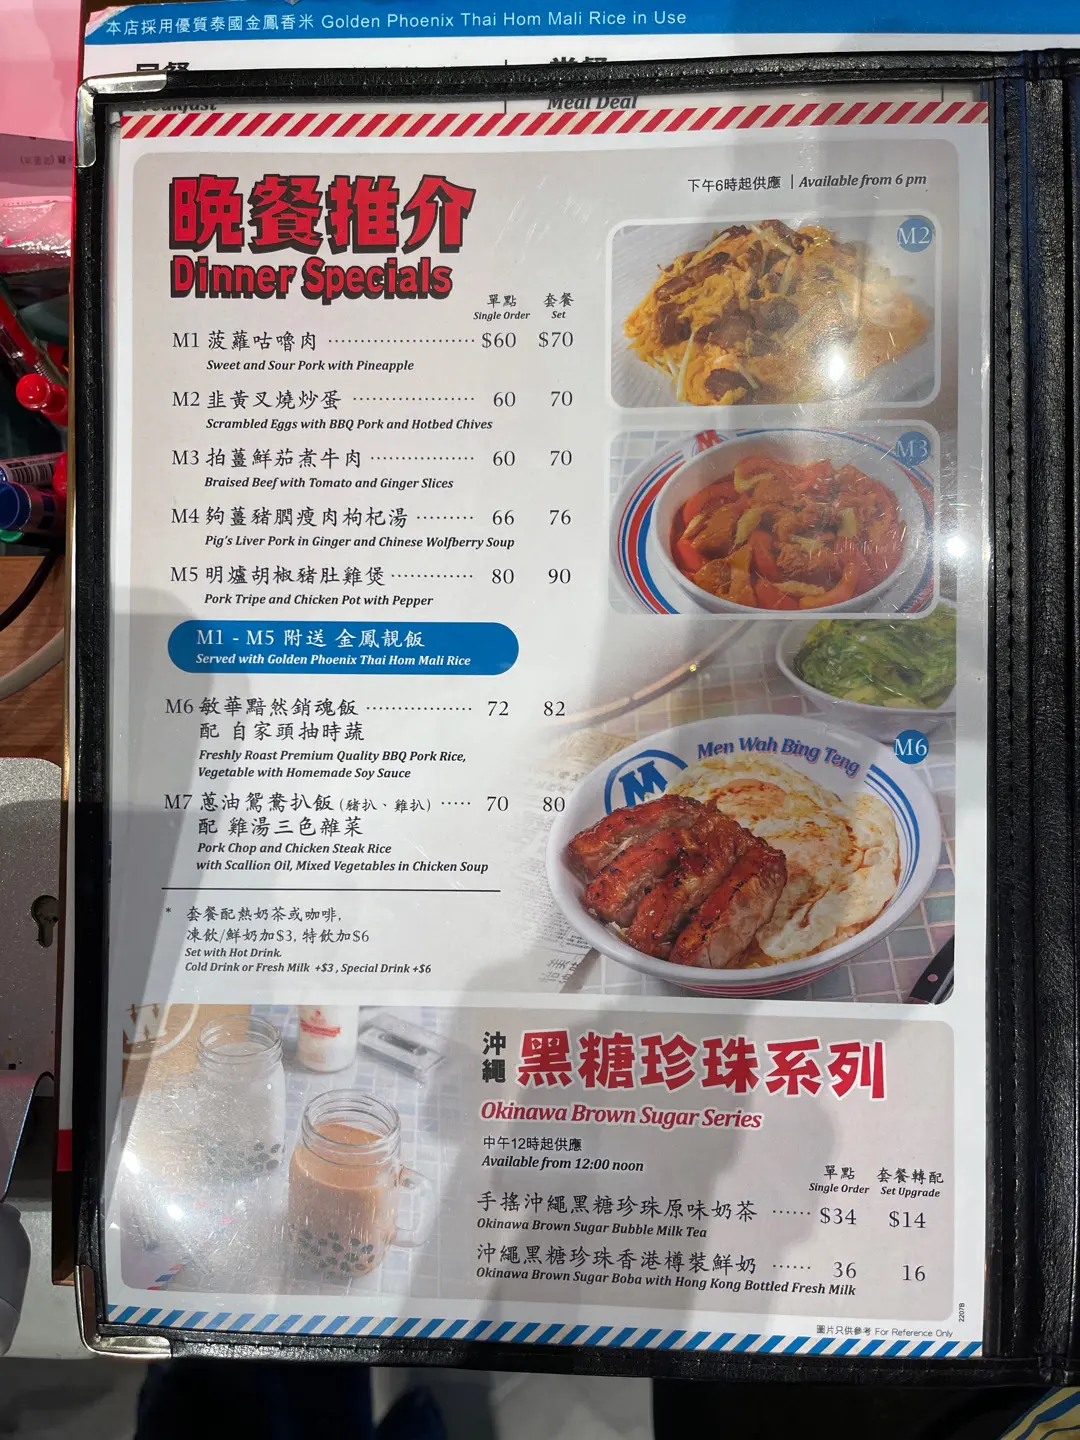 本店採用優質泰國金鳳香米 Golden Phoenix Thai Hom Mali Rice in Use
Breakfast
Meal Deal
晚餐推介
Dinner Specials
下午6時起供應 | Available from 6 pm
單點 套餐
Single Order Set
M1 菠蘿咕嚕肉 $60 $70
Sweet and Sour Pork with Pineapple
M2 韭黃叉燒炒蛋 60 70
Scrambled Eggs with BBQ Pork and Hotbed Chives
M3 拍薑鮮茄煮牛肉 60 70
Braised Beef with Tomato and Ginger Slices
M4 夠薑豬膶瘦肉枸杞湯 66 76
Pig's Liver Pork in Ginger and Chinese Wolfberry Soup
M5 明爐胡椒豬肚雞煲 80 90
Pork Tripe and Chicken Pot with Pepper
M1 - M5 附送 金鳳靚飯
Served with Golden Phoenix Thai Hom Mali Rice
M6 敏華黯然銷魂飯 72 82
配 自家頭抽時蔬
Freshly Roast Premium Quality BBQ Pork Rice,
Vegetable with Homemade Soy Sauce
M7 蔥油鴛鴦扒飯 (豬扒、雞扒) 70 80
配 雞湯三色雜菜
Pork Chop and Chicken Steak Rice
with Scallion Oil, Mixed Vegetables in Chicken Soup
* 套餐配熱奶茶或咖啡,
凍飲/鮮奶加$3, 特飲加$6
Set with Hot Drink.
Cold Drink or Fresh Milk +$3 , Special Drink +$6
M2
M3
M6
Men Wah Bing Teng
沖繩 黑糖珍珠系列
Okinawa Brown Sugar Series
中午12時起供應
Available from 12:00 noon
單點 套餐轉配
Single Order Set Upgrade
手搖沖繩黑糖珍珠原味奶茶 $34 $14
Okinawa Brown Sugar Bubble Milk Tea
沖繩黑糖珍珠香港樽裝鮮奶 36 16
Okinawa Brown Sugar Boba with Hong Kong Bottled Fresh Milk
2207B
圖片只供參考 For Reference Only